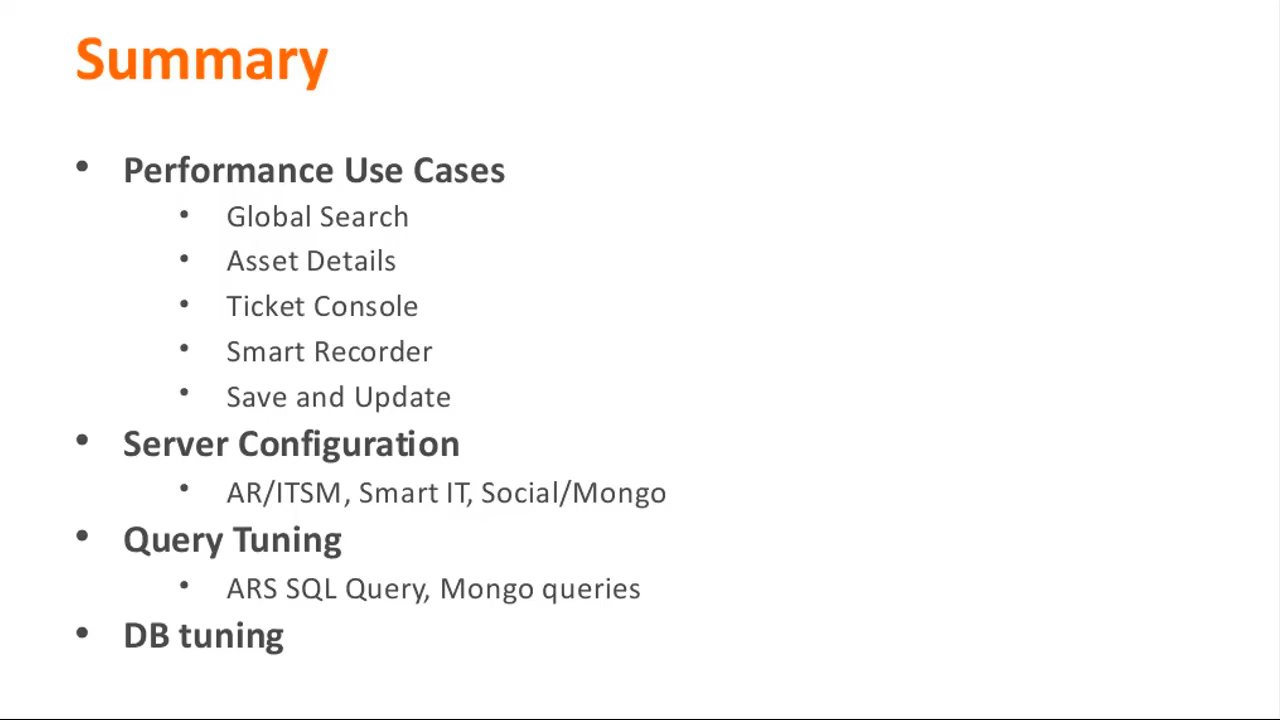 Summary
• Performance Use Cases
• Global Search
• Asset Details
• Ticket Console
• Smart Recorder
• Save and Update
• Server Configuration
• AR/ITSM, Smart IT, Social/Mongo
• Query Tuning
• ARS SQL Query, Mongo queries
• DB tuning